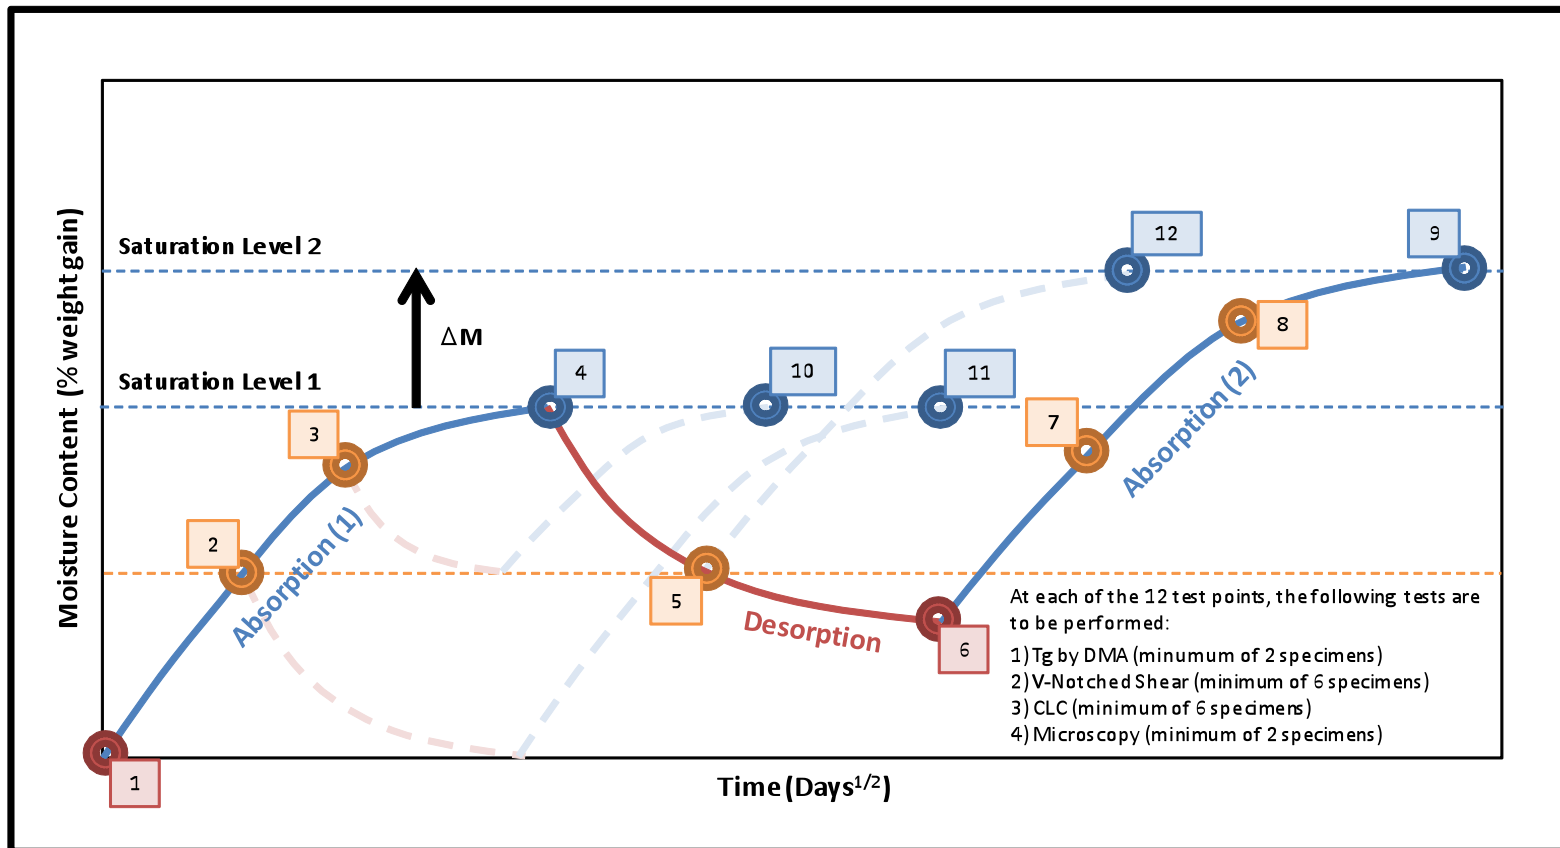 Saturation Level 2
12
9
8
ΔM
Saturation Level 1
4
10
11
3
7
Absorption (2)
2
Absorption (1)
5
Desorption
6
At each of the 12 test points, the following tests are
to be performed:
1) Tg by DMA (minumum of 2 specimens)
2) V-Notched Shear (minimum of 6 specimens)
3) CLC (minimum of 6 specimens)
4) Microscopy (minimum of 2 specimens)
1
Moisture Content (% weight gain)
Time (Days1/2)